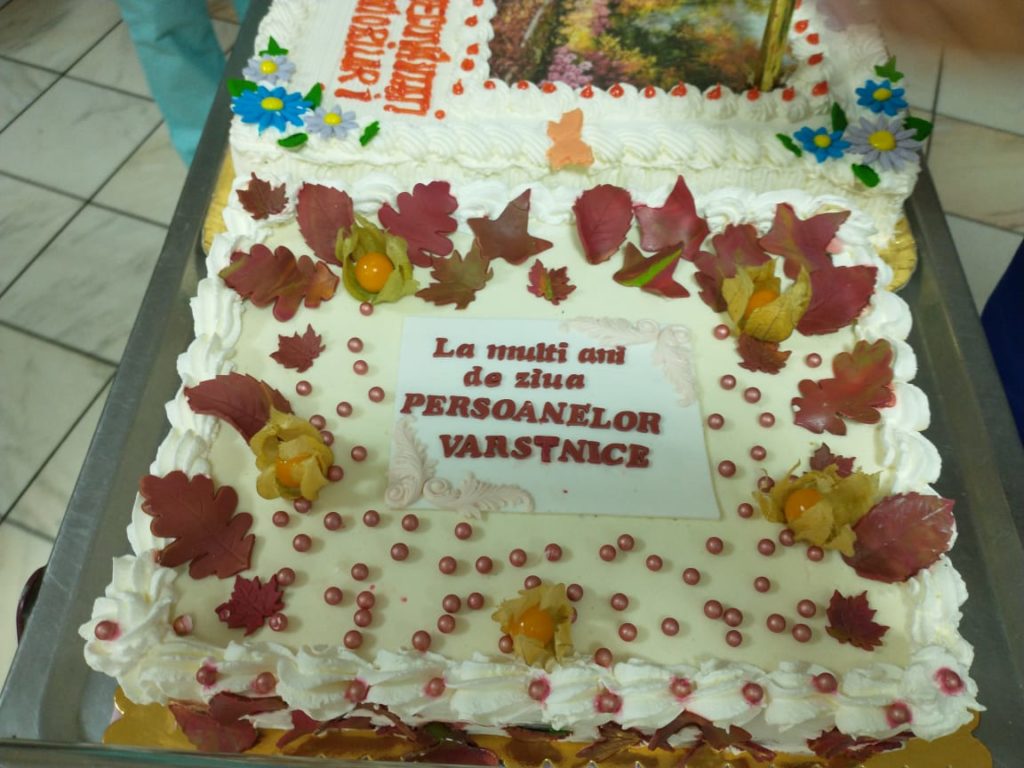 La multi ani
de ziua
PERSOANELOR
VARSTNICE